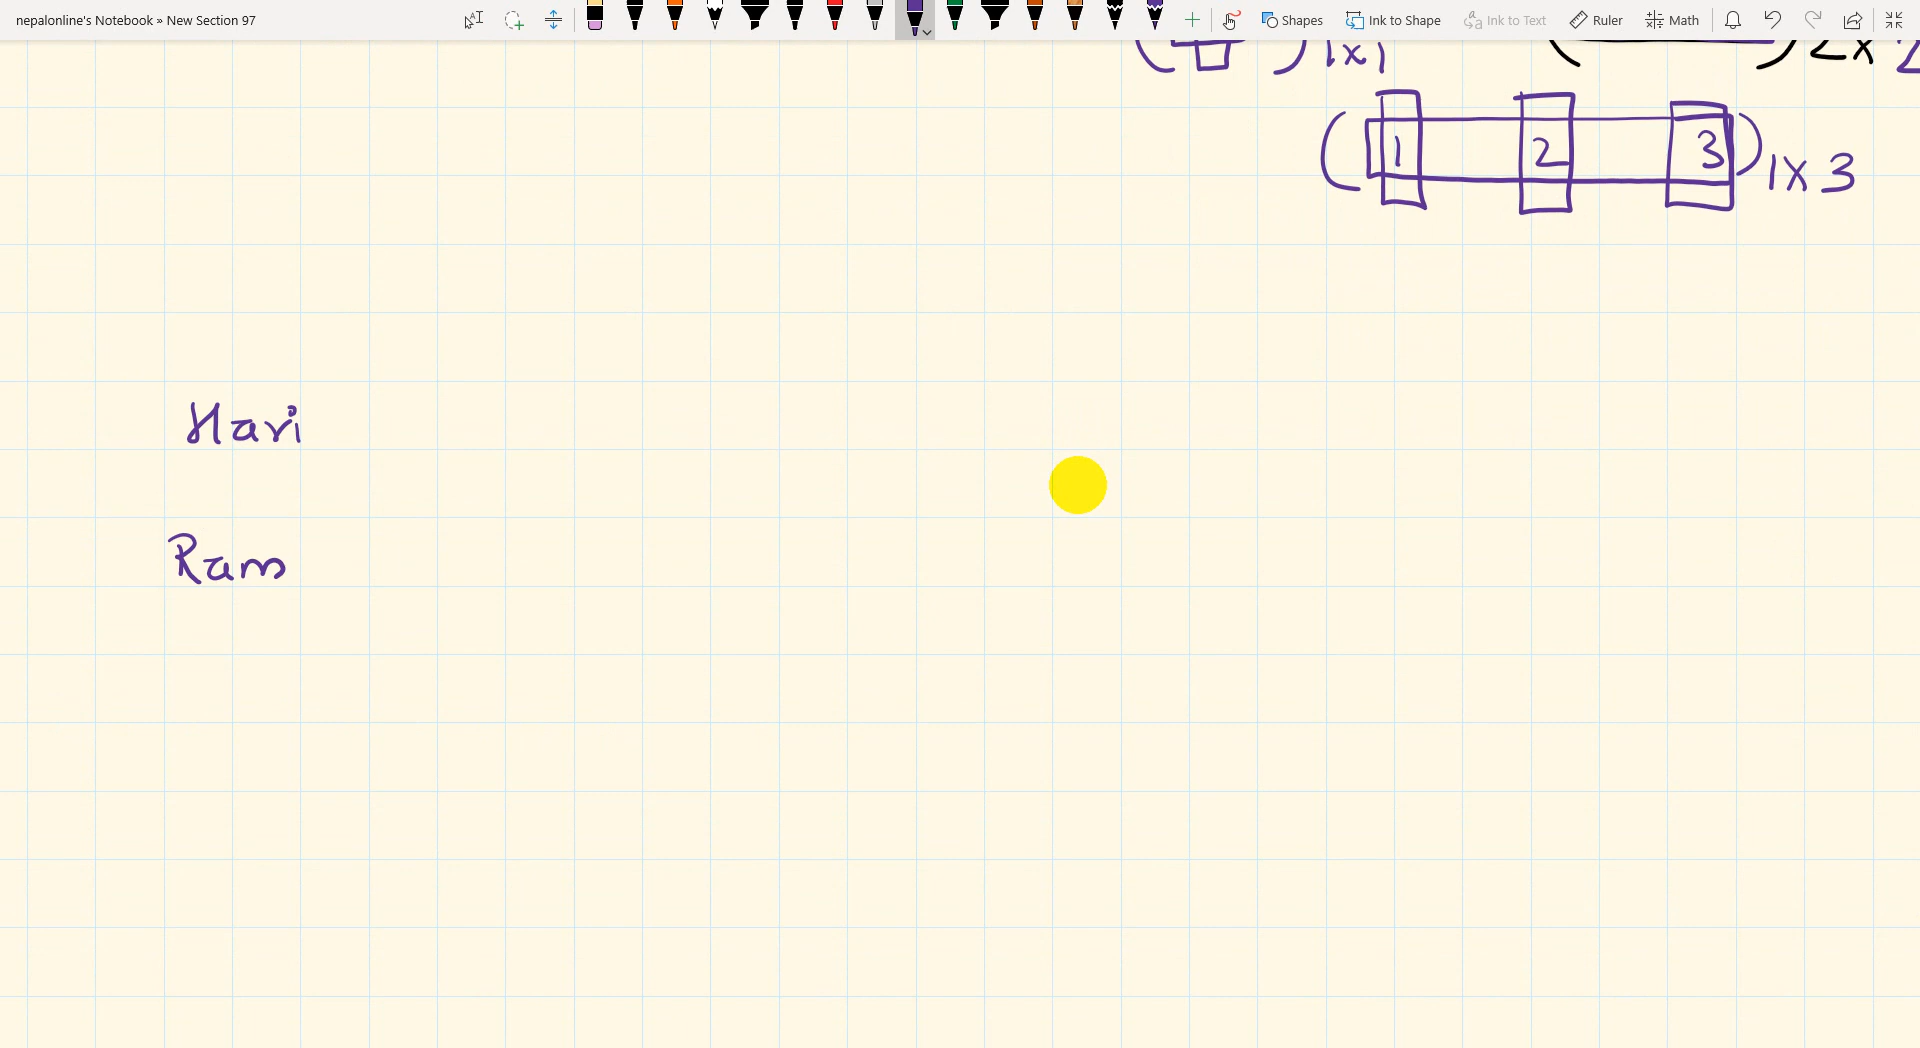 nepalonline's Notebook » New Section 97
Shapes Ink to Shape Ink to Text Ruler Math
1x1 2x2
(1 2 3) 1x3
Hari
Ram